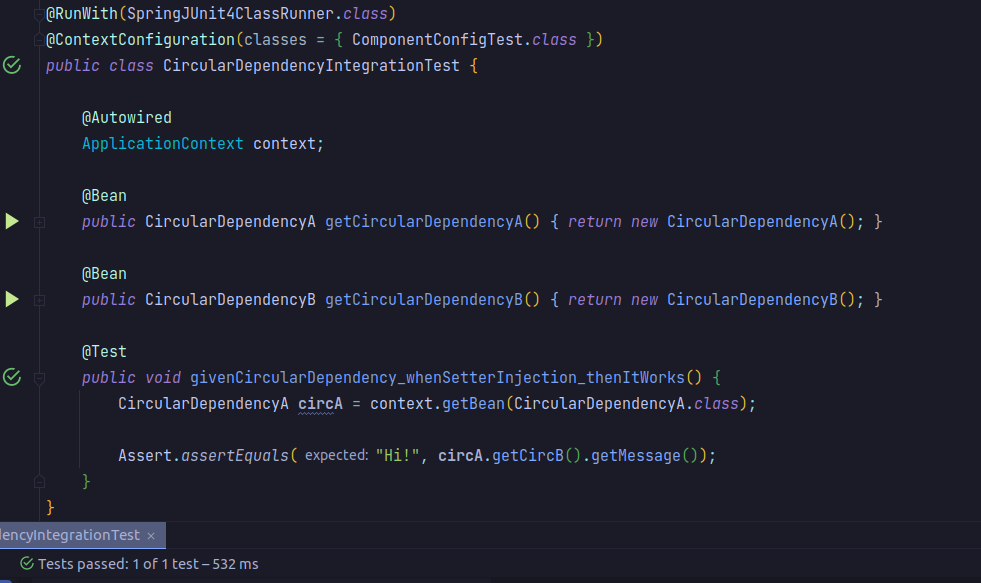 @RunWith(SpringJUnit4ClassRunner.class)
@ContextConfiguration(classes = { ComponentConfigTest.class })
public class CircularDependencyIntegrationTest {
@Autowired
ApplicationContext context;
@Bean
public CircularDependencyA getCircularDependencyA() { return new CircularDependencyA(); }
@Bean
public CircularDependencyB getCircularDependencyB() { return new CircularDependencyB(); }
@Test
public void givenCircularDependency_whenSetterInjection_thenItWorks() {
CircularDependencyA circA = context.getBean(CircularDependencyA.class);
Assert.assertEquals( expected: "Hi!", circA.getCircB().getMessage());
}
}
dencyIntegrationTest ×
Tests passed: 1 of 1 test – 532 ms